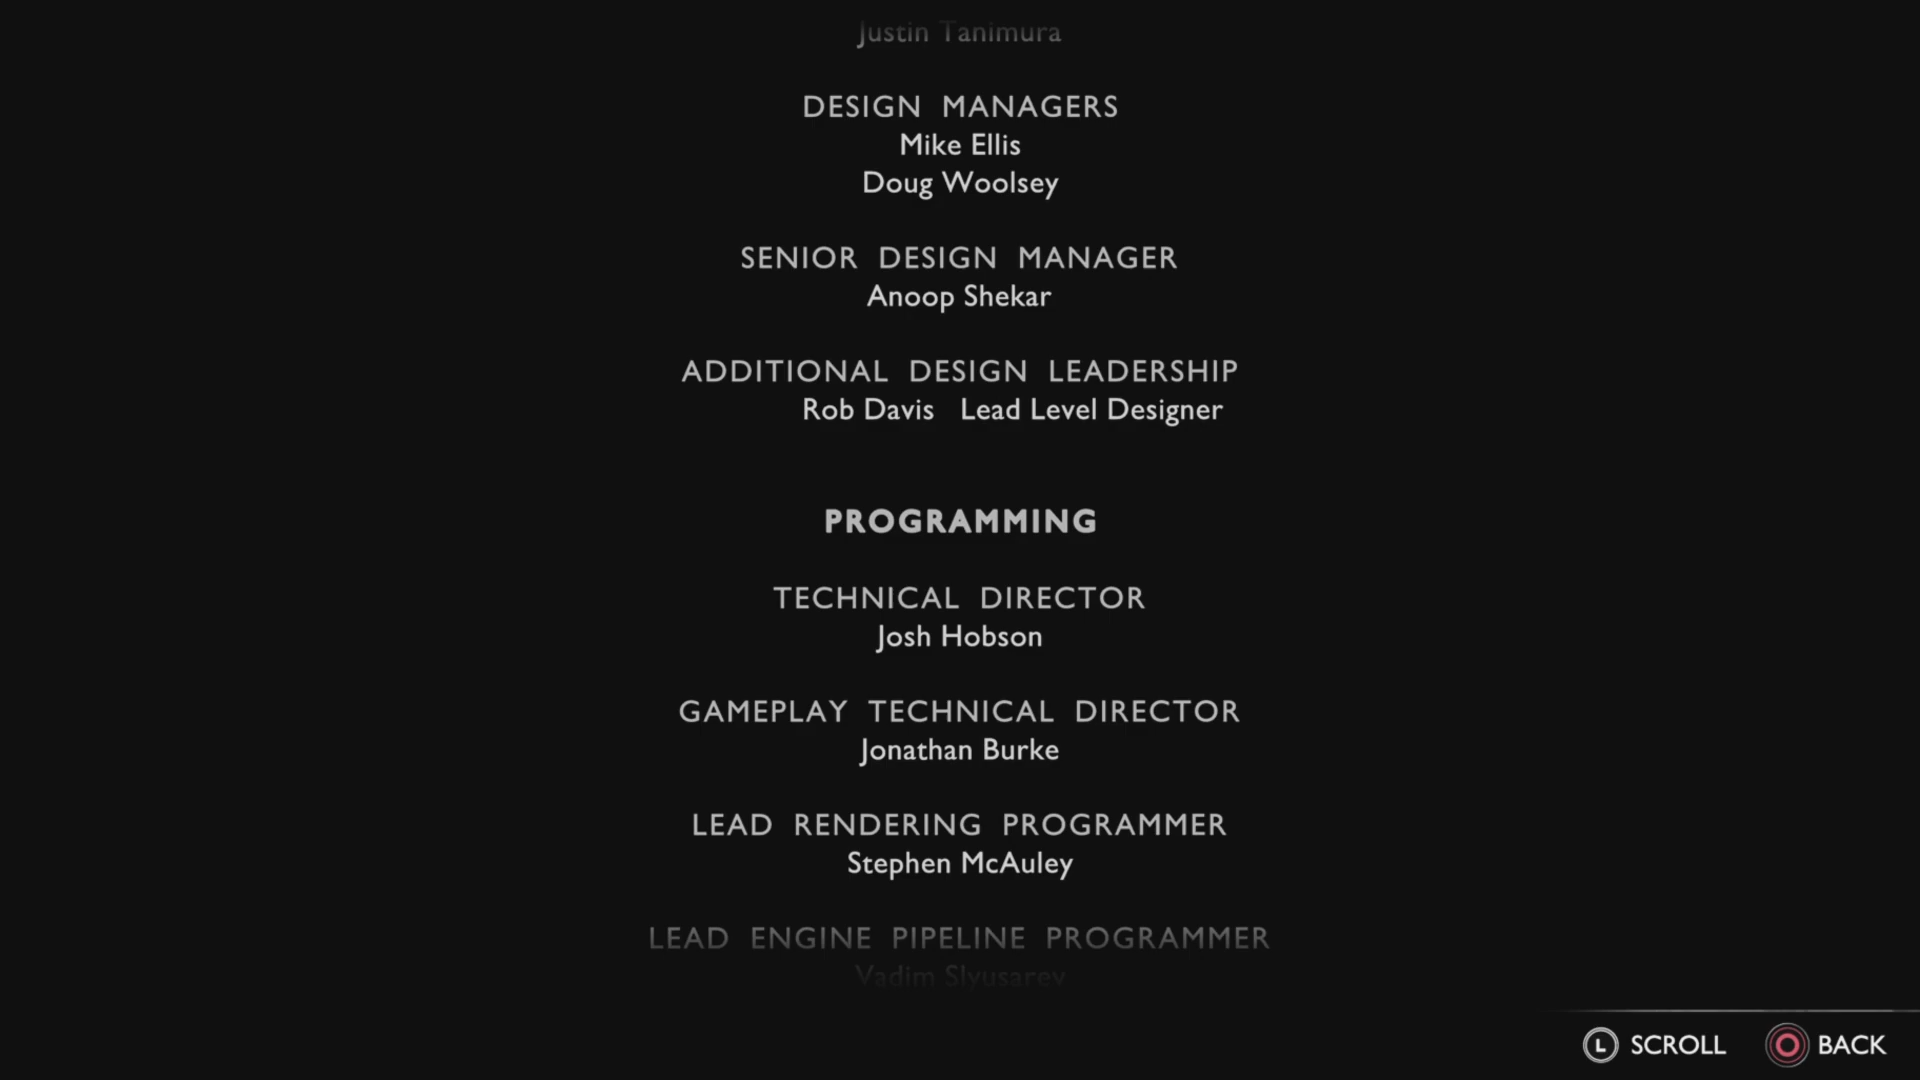 Justin Tanimura
DESIGN MANAGERS
Mike Ellis
Doug Woolsey
SENIOR DESIGN MANAGER
Anoop Shekar
ADDITIONAL DESIGN LEADERSHIP
Rob Davis Lead Level Designer
PROGRAMMING
TECHNICAL DIRECTOR
Josh Hobson
GAMEPLAY TECHNICAL DIRECTOR
Jonathan Burke
LEAD RENDERING PROGRAMMER
Stephen McAuley
LEAD ENGINE PIPELINE PROGRAMMER
Vadim Slyusarev
L SCROLL BACK